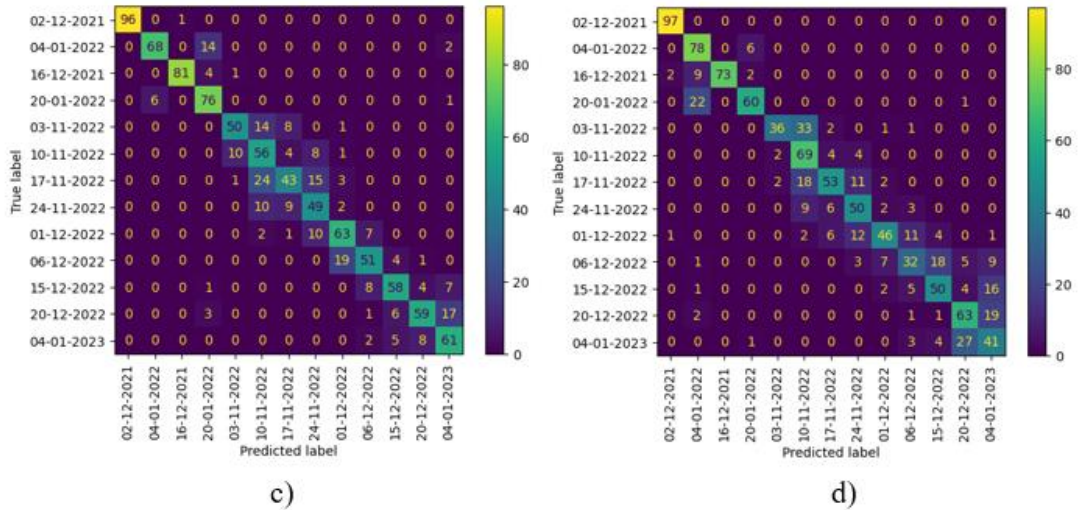 02-12-2021 96 0 1 0 0 0 0 0 0 0 0 0 0
04-01-2022 0 68 0 14 0 0 0 0 0 0 0 0 2
16-12-2021 0 0 81 4 1 0 0 0 0 0 0 0 0
20-01-2022 0 6 0 76 0 0 0 0 0 0 0 0 1
03-11-2022 0 0 0 0 50 14 8 0 1 0 0 0 0
10-11-2022 0 0 0 0 10 56 4 8 1 0 0 0 0
17-11-2022 0 0 0 0 1 24 43 15 3 0 0 0 0
24-11-2022 0 0 0 0 0 10 9 49 2 0 0 0 0
01-12-2022 0 0 0 0 0 2 1 10 63 7 0 0 0
06-12-2022 0 0 0 0 0 0 0 0 19 51 4 1 0
15-12-2022 0 0 0 1 0 0 0 0 0 8 58 4 7
20-12-2022 0 0 0 3 0 0 0 0 0 1 6 59 17
04-01-2023 0 0 0 0 0 0 0 0 0 2 5 8 61
True label
02-12-2021 04-01-2022 16-12-2021 20-01-2022 03-11-2022 10-11-2022 17-11-2022 24-11-2022 01-12-2022 06-12-2022 15-12-2022 20-12-2022 04-01-2023
Predicted label
80
60
40
20
0
c)
02-12-2021 97 0 0 0 0 0 0 0 0 0 0 0 0
04-01-2022 0 78 0 6 0 0 0 0 0 0 0 0 0
16-12-2021 2 9 73 2 0 0 0 0 0 0 0 0 0
20-01-2022 0 22 0 60 0 0 0 0 0 0 0 1 0
03-11-2022 0 0 0 0 36 33 2 0 1 1 0 0 0
10-11-2022 0 0 0 0 2 69 4 4 0 0 0 0 0
17-11-2022 0 0 0 0 2 18 53 11 2 0 0 0 0
24-11-2022 0 0 0 0 0 9 6 50 2 3 0 0 0
01-12-2022 1 0 0 0 0 2 6 12 46 11 4 0 1
06-12-2022 0 1 0 0 0 0 0 3 7 32 18 5 9
15-12-2022 0 1 0 0 0 0 0 0 2 5 50 4 16
20-12-2022 0 2 0 0 0 0 0 0 0 1 1 63 19
04-01-2023 0 0 0 1 0 0 0 0 0 3 4 27 41
True label
02-12-2021 04-01-2022 16-12-2021 20-01-2022 03-11-2022 10-11-2022 17-11-2022 24-11-2022 01-12-2022 06-12-2022 15-12-2022 20-12-2022 04-01-2023
Predicted label
80
60
40
20
0
d)